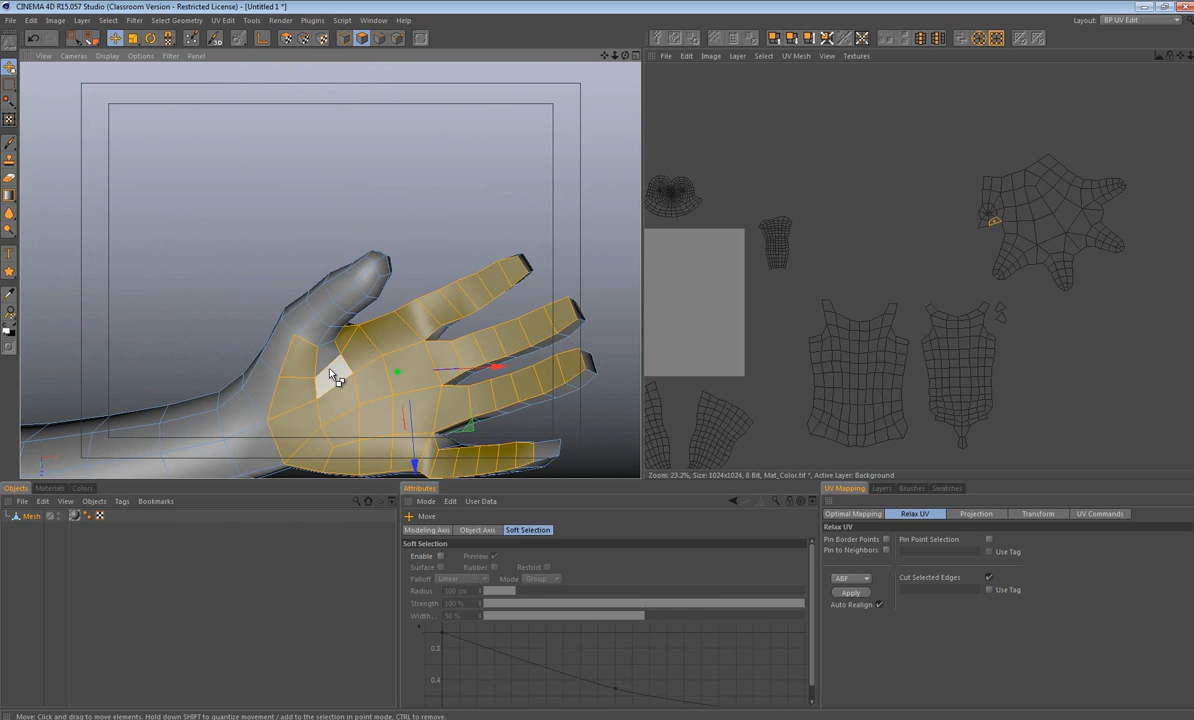 CINEMA 4D R15.057 Studio (Classroom Version - Restricted License) - [Untitled 1 *]
File Edit Image Layer Select Filter Select Geometry UV Edit Tools Render Plugins Script Window Help
Layout: BP UV Edit
View Cameras Display Options Filter Panel
File Edit Image Layer Select UV Mesh View Textures
Zoom: 23.2%, Size: 1024x1024, 8 Bit, Mat_Color.tif *, Active Layer: Background
Objects Materials Colors
File Edit View Objects Tags Bookmarks
Mesh
Attributes
Mode Edit User Data
Move
Modeling Axis Object Axis Soft Selection
Soft Selection
Enable Preview
Surface Rubber Restrict
Falloff Linear Mode Group
Radius 100 cm
Strength 100 %
Width... 50 %
0.4
UV Mapping Layers Brushes Swatches
Optimal Mapping Relax UV Projection Transform UV Commands
Relax UV
Pin Border Points Pin Point Selection
Pin to Neighbors Use Tag
ABF Cut Selected Edges
Apply Use Tag
Auto Realign
Move: Click and drag to move elements. Hold down SHIFT to quantize movement / add to the selection in point mode, CTRL to remove.